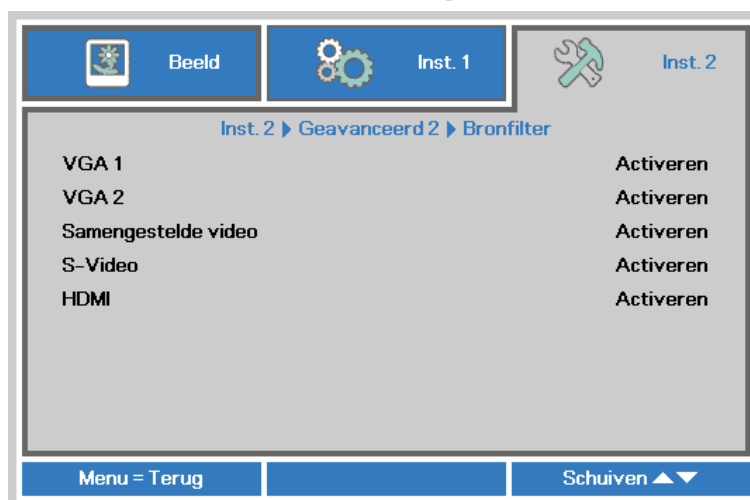 Beeld
Inst. 1
Inst. 2
Inst. 2 ▶ Geavanceerd 2 ▶ Bronfilter
VGA 1 Activeren
VGA 2 Activeren
Samengestelde video Activeren
S-Video Activeren
HDMI Activeren
Menu = Terug
Schuiven ▲▼